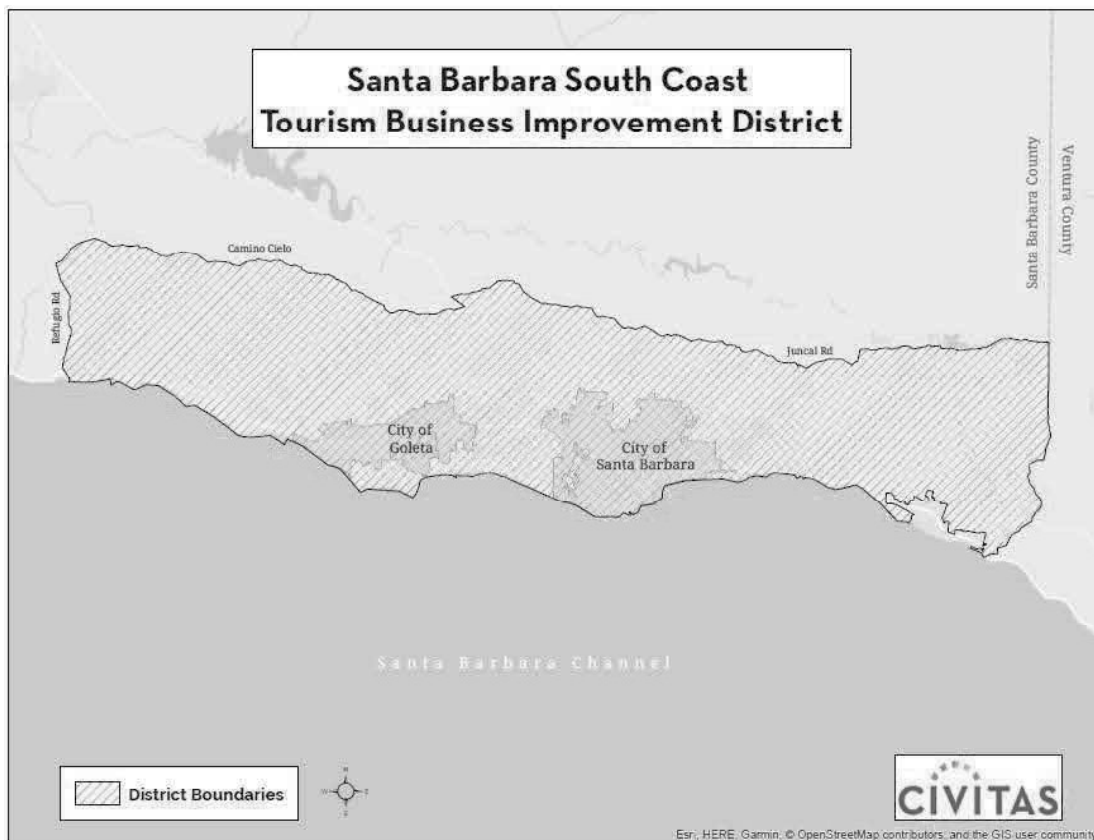 Santa Barbara South Coast
Tourism Business Improvement District
Santa Barbara County
Ventura County
Camino Cielo
Refugio Rd
Juncal Rd
City of
Goleta
City of
Santa Barbara
Santa Barbara Channel
District Boundaries
N
W E
S
CIVITAS
Esri, HERE, Garmin, © OpenStreetMap contributors, and the GIS user community